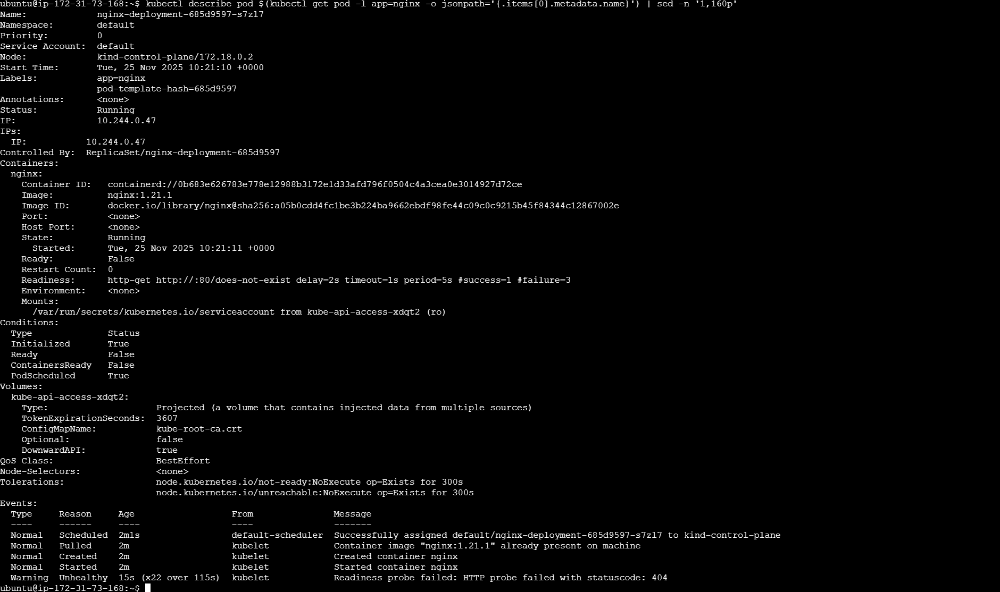 ubuntu@ip-172-31-73-168:~$ kubectl describe pod $(kubectl get pod -l app=nginx -o jsonpath='{.items[0].metadata.name}') | sed -n '1,160p'
Name:             nginx-deployment-685d9597-s7zl7
Namespace:        default
Priority:         0
Service Account:  default
Node:             kind-control-plane/172.18.0.2
Start Time:       Tue, 25 Nov 2025 10:21:10 +0000
Labels:           app=nginx
                  pod-template-hash=685d9597
Annotations:      <none>
Status:           Running
IP:               10.244.0.47
IPs:
  IP:           10.244.0.47
Controlled By:  ReplicaSet/nginx-deployment-685d9597
Containers:
  nginx:
    Container ID:   containerd://0b683e626783e778e12988b3172e1d33afd796f0504c4a3cea0e3014927d72ce
    Image:          nginx:1.21.1
    Image ID:       docker.io/library/nginx@sha256:a05b0cdd4fc1be3b224ba9662ebdf98fe44c09c0c9215b45f84344c12867002e
    Port:           <none>
    Host Port:      <none>
    State:          Running
      Started:      Tue, 25 Nov 2025 10:21:11 +0000
    Ready:          False
    Restart Count:  0
    Readiness:      http-get http://:80/does-not-exist delay=2s timeout=1s period=5s #success=1 #failure=3
    Environment:    <none>
    Mounts:
      /var/run/secrets/kubernetes.io/serviceaccount from kube-api-access-xdqt2 (ro)
Conditions:
  Type              Status
  Initialized       True
  Ready             False
  ContainersReady   False
  PodScheduled      True
Volumes:
  kube-api-access-xdqt2:
    Type:                    Projected (a volume that contains injected data from multiple sources)
    TokenExpirationSeconds:  3607
    ConfigMapName:           kube-root-ca.crt
    Optional:                false
    DownwardAPI:             true
QoS Class:                   BestEffort
Node-Selectors:              <none>
Tolerations:                 node.kubernetes.io/not-ready:NoExecute op=Exists for 300s
                             node.kubernetes.io/unreachable:NoExecute op=Exists for 300s
Events:
  Type     Reason     Age                  From               Message
  ----     ------     ----                 ----               -------
  Normal   Scheduled  2m1s                 default-scheduler  Successfully assigned default/nginx-deployment-685d9597-s7zl7 to kind-control-plane
  Normal   Pulled     2m                   kubelet            Container image "nginx:1.21.1" already present on machine
  Normal   Created    2m                   kubelet            Created container nginx
  Normal   Started    2m                   kubelet            Started container nginx
  Warning  Unhealthy  15s (x22 over 115s)  kubelet            Readiness probe failed: HTTP probe failed with statuscode: 404
ubuntu@ip-172-31-73-168:~$